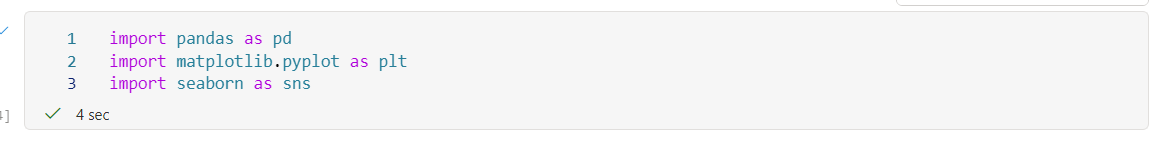 1 import pandas as pd
2 import matplotlib.pyplot as plt
3 import seaborn as sns
4 sec